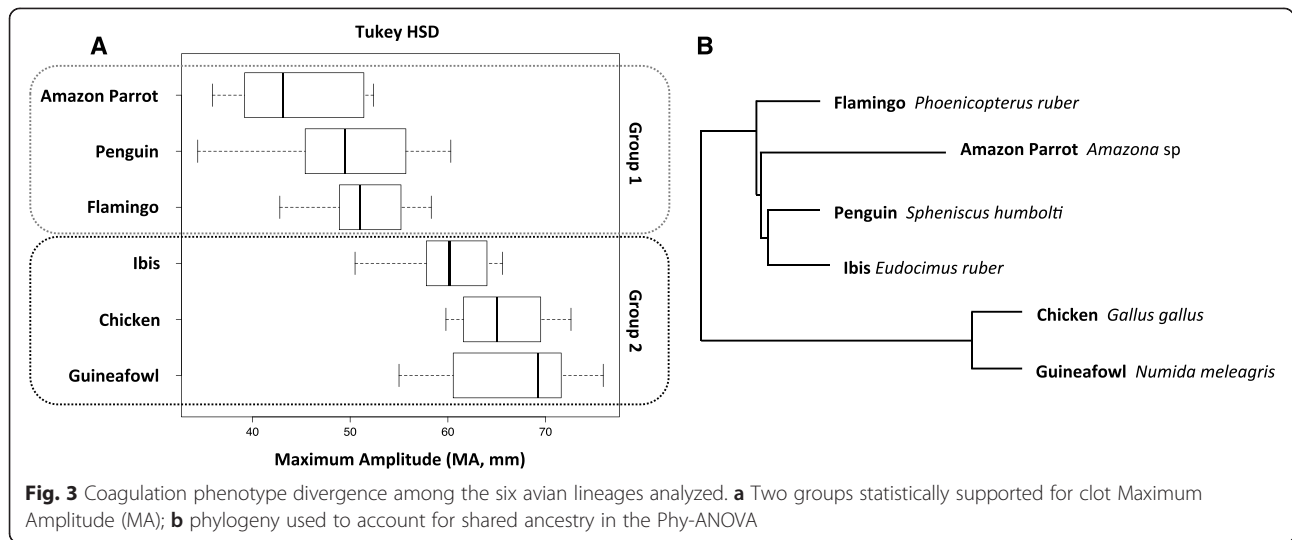 Tukey HSD
A
B
Amazon Parrot
Penguin
Flamingo
Ibis
Chicken
Guineafowl
Group 1
Group 2
40 50 60 70
Maximum Amplitude (MA, mm)
Flamingo Phoenicopterus ruber
Amazon Parrot Amazona sp
Penguin Spheniscus humbolti
Ibis Eudocimus ruber
Chicken Gallus gallus
Guineafowl Numida meleagris
Fig. 3 Coagulation phenotype divergence among the six avian lineages analyzed. a Two groups statistically supported for clot Maximum
Amplitude (MA); b phylogeny used to account for shared ancestry in the Phy-ANOVA